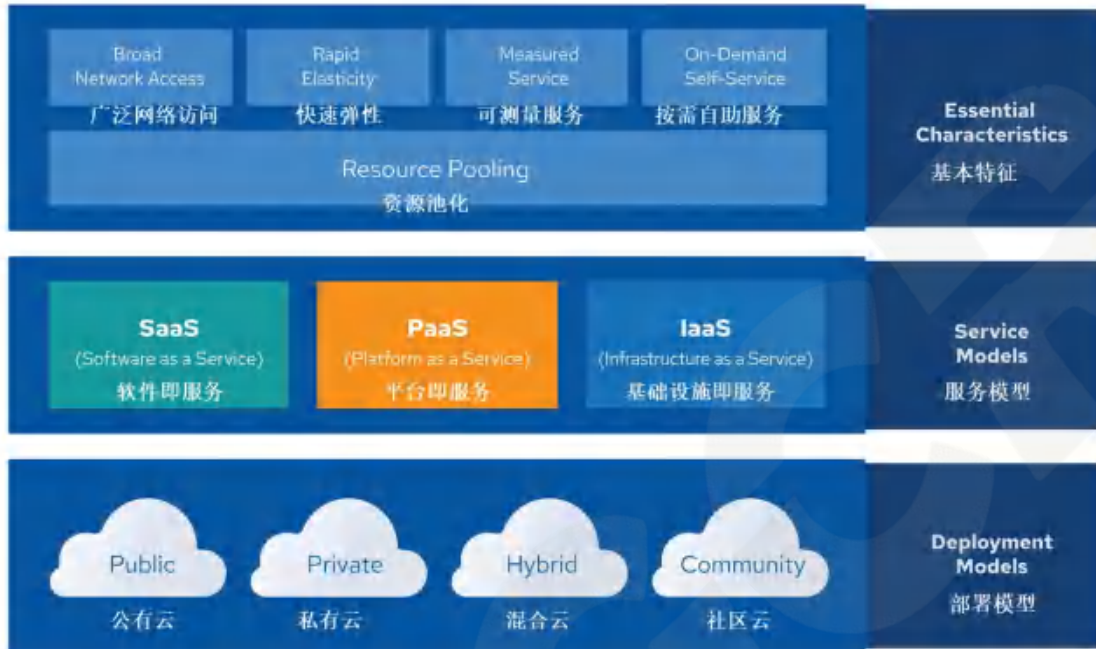 Broad
Network Access
广泛网络访问
Rapid
Elasticity
快速弹性
Measured
Service
可测量服务
On-Demand
Self-Service
按需自助服务
Resource Pooling
资源池化
Essential
Characteristics
基本特征
SaaS
(Software as a Service)
软件即服务
PaaS
(Platform as a Service)
平台即服务
IaaS
(Infrastructure as a Service)
基础设施即服务
Service
Models
服务模型
Public
公有云
Private
私有云
Hybrid
混合云
Community
社区云
Deployment
Models
部署模型